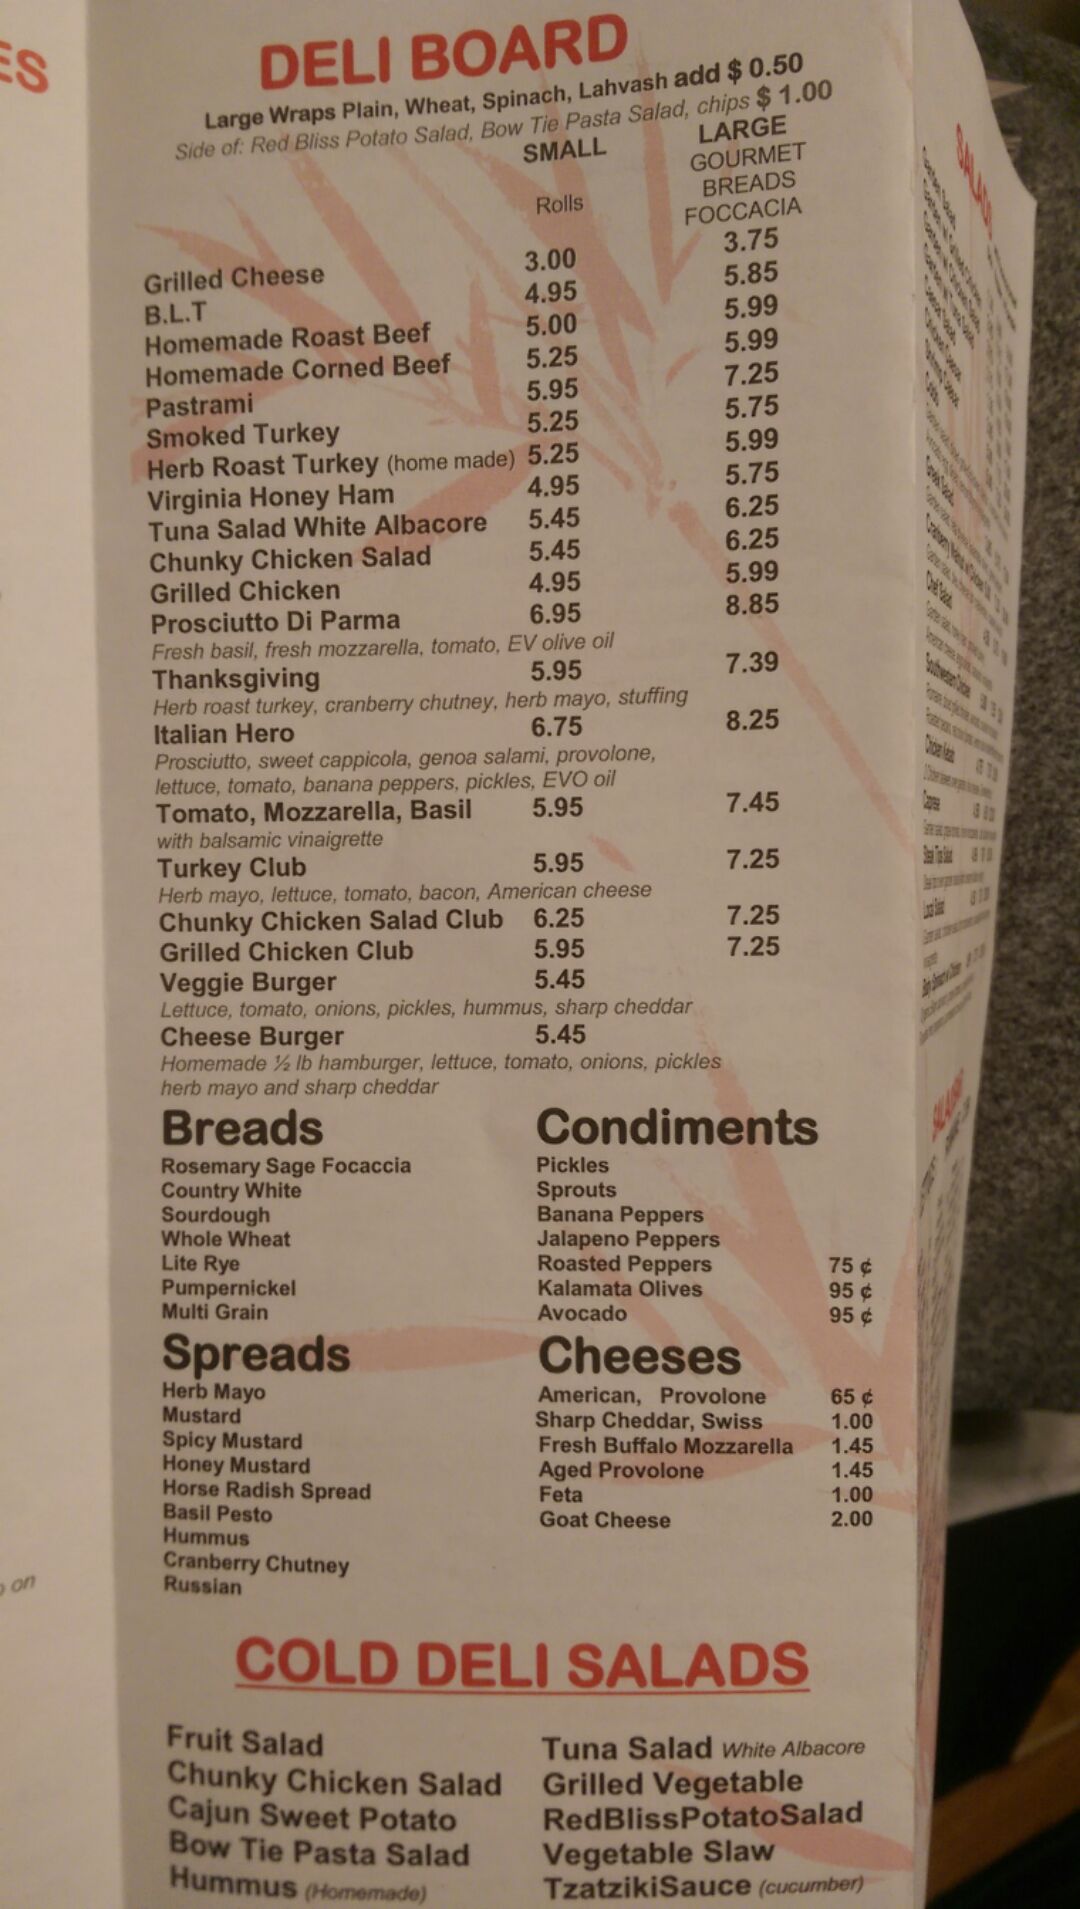 ES
DELI BOARD
Large Wraps Plain, Wheat, Spinach, Lahvash add $ 0.50
Side of: Red Bliss Potato Salad, Bow Tie Pasta Salad, chips $ 1.00
SMALL LARGE
GOURMET
Rolls BREADS
FOCCACIA
Grilled Cheese 3.00 3.75
B.L.T 4.95 5.85
Homemade Roast Beef 5.00 5.99
Homemade Corned Beef 5.25 5.99
Pastrami 5.95 7.25
Smoked Turkey 5.25 5.75
Herb Roast Turkey (home made) 5.25 5.99
Virginia Honey Ham 4.95 5.75
Tuna Salad White Albacore 5.45 6.25
Chunky Chicken Salad 5.45 6.25
Grilled Chicken 4.95 5.99
Prosciutto Di Parma 6.95 8.85
Fresh basil, fresh mozzarella, tomato, EV olive oil
Thanksgiving 5.95 7.39
Herb roast turkey, cranberry chutney, herb mayo, stuffing
Italian Hero 6.75 8.25
Prosciutto, sweet cappicola, genoa salami, provolone,
lettuce, tomato, banana peppers, pickles, EVO oil
Tomato, Mozzarella, Basil 5.95 7.45
with balsamic vinaigrette
Turkey Club 5.95 7.25
Herb mayo, lettuce, tomato, bacon, American cheese
Chunky Chicken Salad Club 6.25 7.25
Grilled Chicken Club 5.95 7.25
Veggie Burger 5.45
Lettuce, tomato, onions, pickles, hummus, sharp cheddar
Cheese Burger 5.45
Homemade ½ lb hamburger, lettuce, tomato, onions, pickles
herb mayo and sharp cheddar
Breads
Rosemary Sage Focaccia
Country White
Sourdough
Whole Wheat
Lite Rye
Pumpernickel
Multi Grain
Condiments
Pickles
Sprouts
Banana Peppers
Jalapeno Peppers
Roasted Peppers 75 ¢
Kalamata Olives 95 ¢
Avocado 95 ¢
Spreads
Herb Mayo
Mustard
Spicy Mustard
Honey Mustard
Horse Radish Spread
Basil Pesto
Hummus
Cranberry Chutney
Russian
Cheeses
American, Provolone 65 ¢
Sharp Cheddar, Swiss 1.00
Fresh Buffalo Mozzarella 1.45
Aged Provolone 1.45
Feta 1.00
Goat Cheese 2.00
on
COLD DELI SALADS
Fruit Salad
Chunky Chicken Salad
Cajun Sweet Potato
Bow Tie Pasta Salad
Hummus (Homemade)
Tuna Salad White Albacore
Grilled Vegetable
RedBlissPotatoSalad
Vegetable Slaw
TzatzikiSauce (cucumber)
SALADS
Greek Salad
Chef Salad
Southwestern Chicken
Chicken Kabob
Caprese
Steak Tips Salad